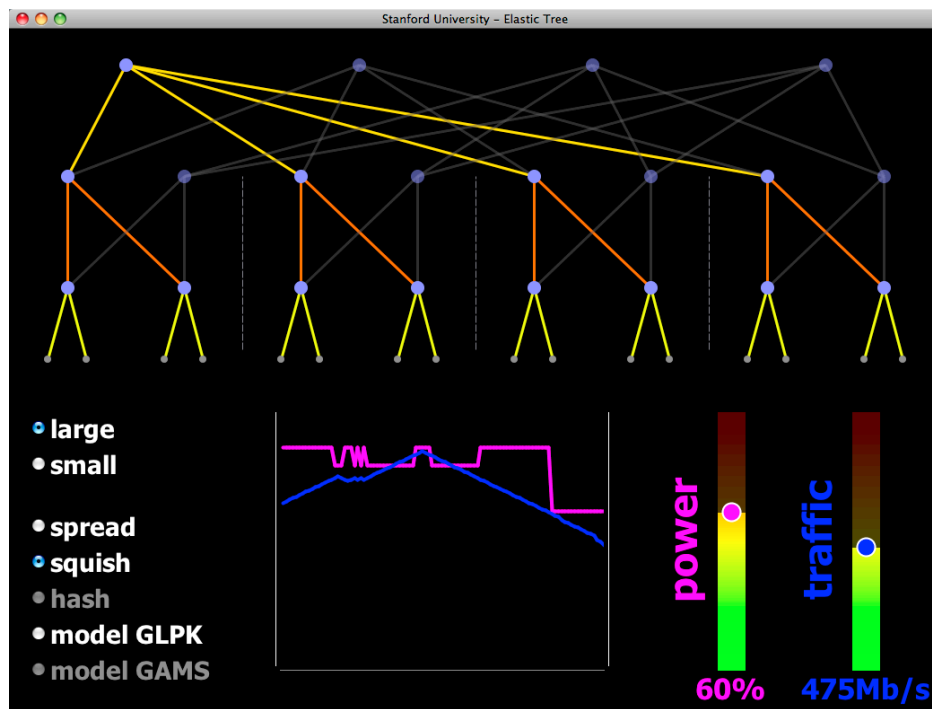 Stanford University – Elastic Tree
large
small
spread
squish
hash
model GLPK
model GAMS
power
traffic
60%
475Mb/s